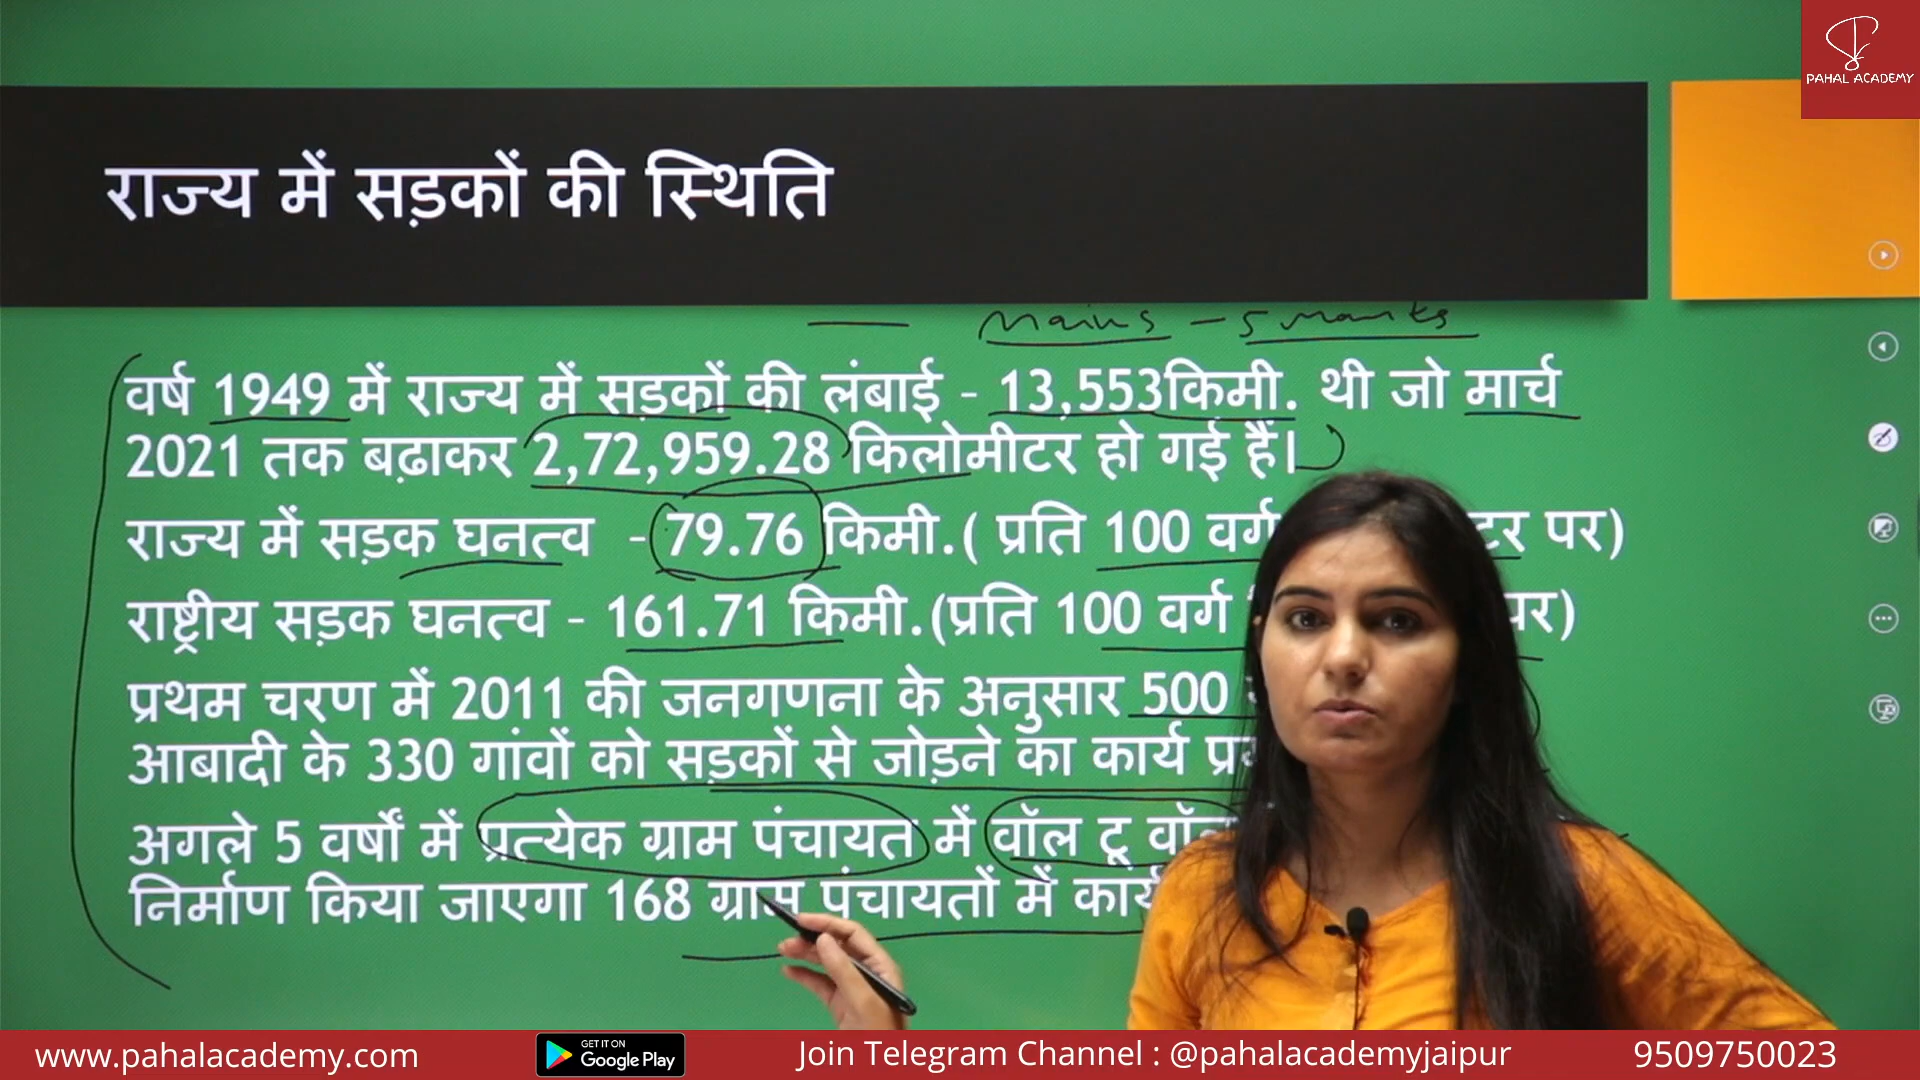 PAHAL ACADEMY
राज्य में सड़कों की स्थिति
Mains - 5 marks
वर्ष 1949 में राज्य में सड़कों की लंबाई - 13,553किमी. थी जो मार्च
2021 तक बढ़ाकर 2,72,959.28 किलोमीटर हो गई हैं।
राज्य में सड़क घनत्व - 79.76 किमी.( प्रति 100 वर्ग टर पर)
राष्ट्रीय सड़क घनत्व - 161.71 किमी.(प्रति 100 वर्ग पर)
प्रथम चरण में 2011 की जनगणना के अनुसार 500
आबादी के 330 गांवों को सड़कों से जोड़ने का कार्य
अगले 5 वर्षों में प्रत्येक ग्राम पंचायत में वॉल टू
निर्माण किया जाएगा 168 ग्राम पंचायतों में कार्य
www.pahalacademy.com
GET IT ON
Google Play
Join Telegram Channel : @pahalacademyjaipur
9509750023